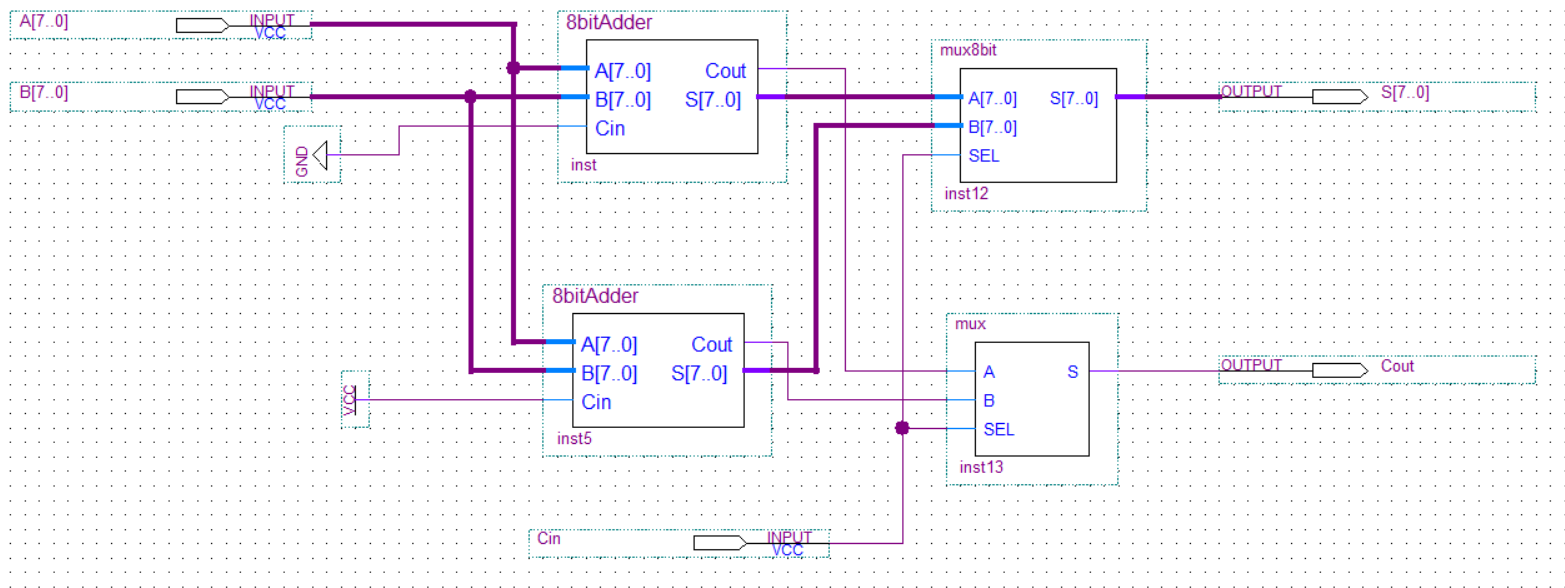 A[7..0]
INPUT
VCC
B[7..0]
INPUT
VCC
GND
8bitAdder
A[7..0]
B[7..0]
Cin
Cout
S[7..0]
inst
mux8bit
A[7..0]
B[7..0]
SEL
S[7..0]
inst12
OUTPUT
S[7..0]
8bitAdder
A[7..0]
B[7..0]
Cin
Cout
S[7..0]
inst5
VCC
mux
A
B
SEL
S
inst13
OUTPUT
Cout
Cin
INPUT
VCC